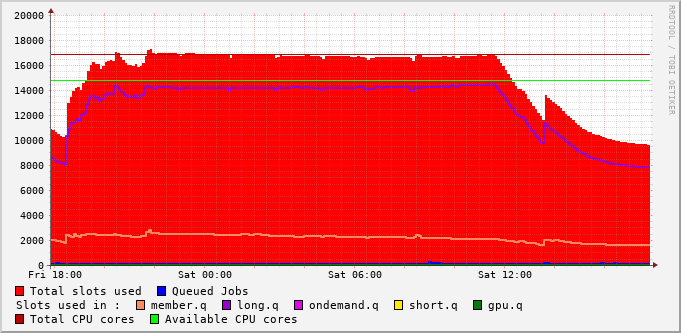 20000
18000
16000
14000
12000
10000
8000
6000
4000
2000
0
Fri 18:00 Sat 00:00 Sat 06:00 Sat 12:00
RRDTOOL / TOBI OETIKER
Total slots used Queued Jobs
Slots used in : member.q long.q ondemand.q short.q gpu.q
Total CPU cores Available CPU cores